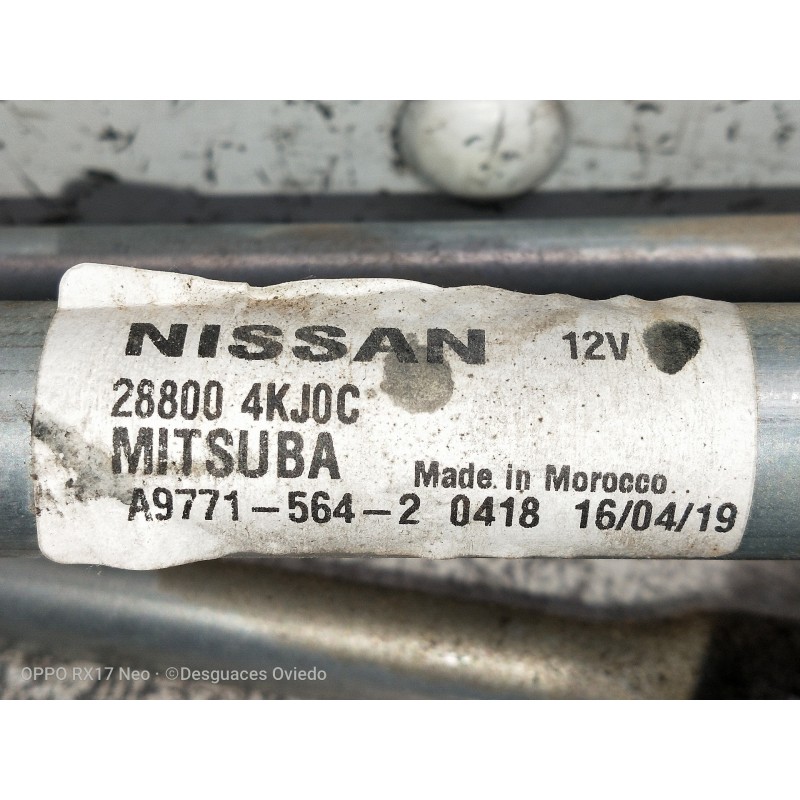 NISSAN 12V
28800 4KJ0C
MITSUBA Made in Morocco
A9771-564-2 0418 16/04/19
OPPO RX17 Neo · ©Desguaces Oviedo